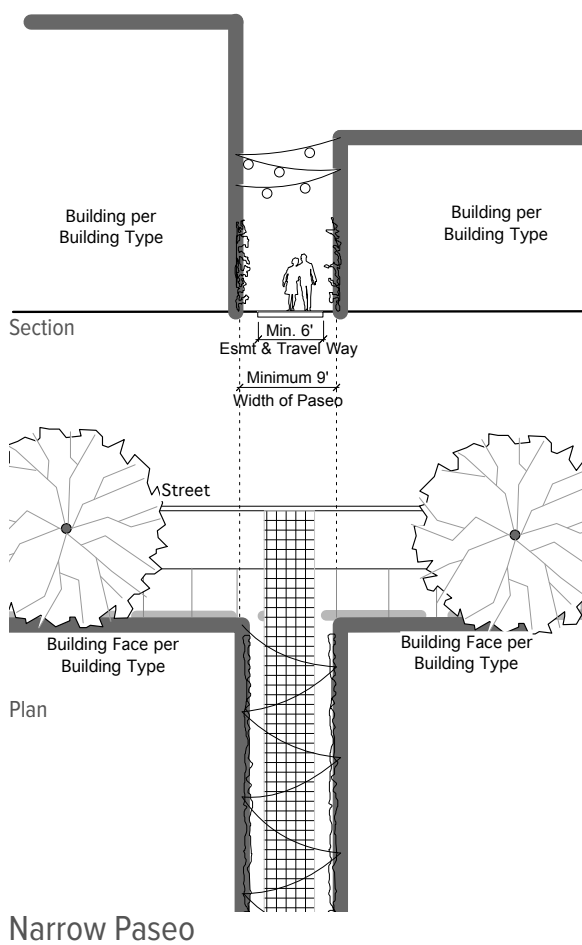 Building per
Building Type
Building per
Building Type
Section
Min. 6'
Esmt & Travel Way
Minimum 9'
Width of Paseo
Street
Building Face per
Building Type
Building Face per
Building Type
Plan
Narrow Paseo